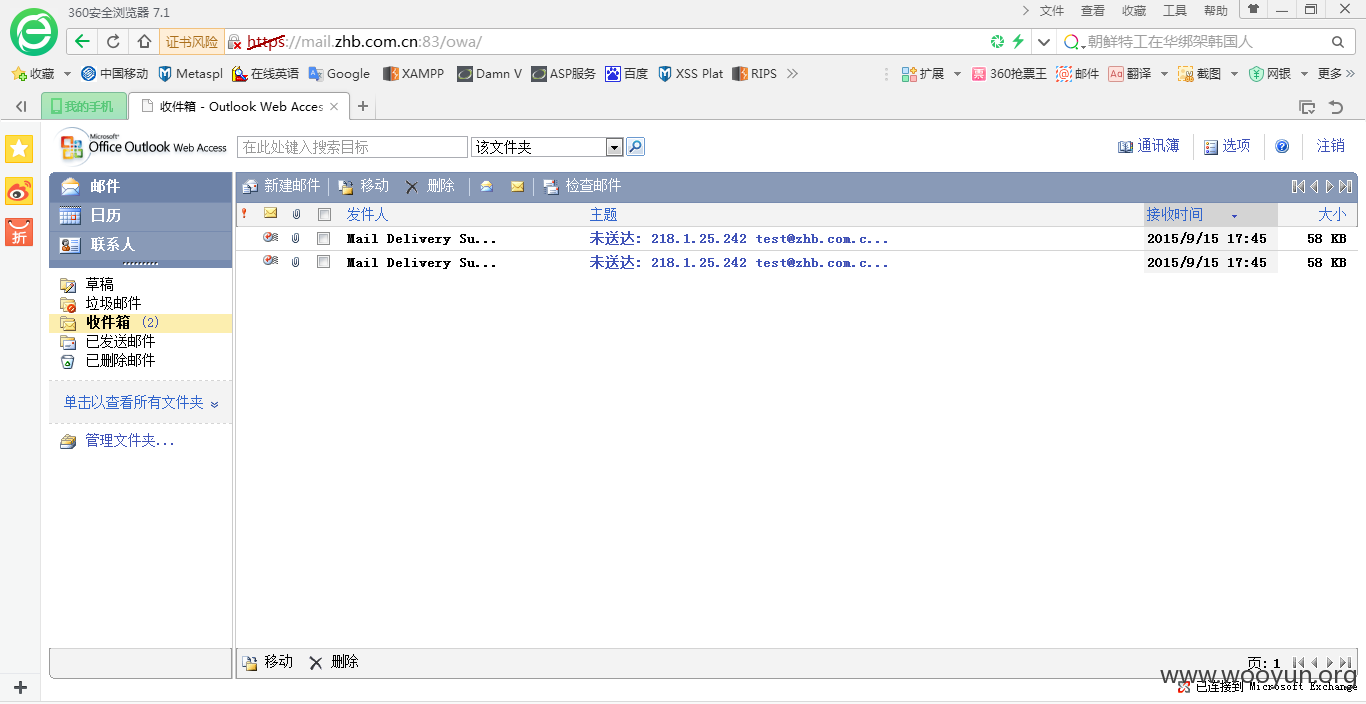 360安全浏览器 7.1
文件 查看 收藏 工具 帮助
证书风险 https://mail.zhb.com.cn:83/owa/ 朝鲜特工在华绑架韩国人
收藏 中国移动 Metaspl 在线英语 Google XAMPP Damn V ASP服务 百度 XSS Plat RIPS 扩展 360抢票王 邮件 翻译 截图 网银 更多
我的手机 收件箱 - Outlook Web Acces
Microsoft
Office Outlook Web Access 在此处键入搜索目标 该文件夹 通讯簿 选项 注销
邮件 新建邮件 移动 删除 检查邮件
日历 发件人 主题 接收时间 大小
联系人
Mail Delivery Su... 未送达: 218.1.25.242 test@zhb.com.c... 2015/9/15 17:45 58 KB
Mail Delivery Su... 未送达: 218.1.25.242 test@zhb.com.c... 2015/9/15 17:45 58 KB
草稿
垃圾邮件
收件箱 (2)
已发送邮件
已删除邮件
单击以查看所有文件夹
管理文件夹...
移动 删除 页: 1
www.wooyun.org
已连接到 Microsoft Exchange
折